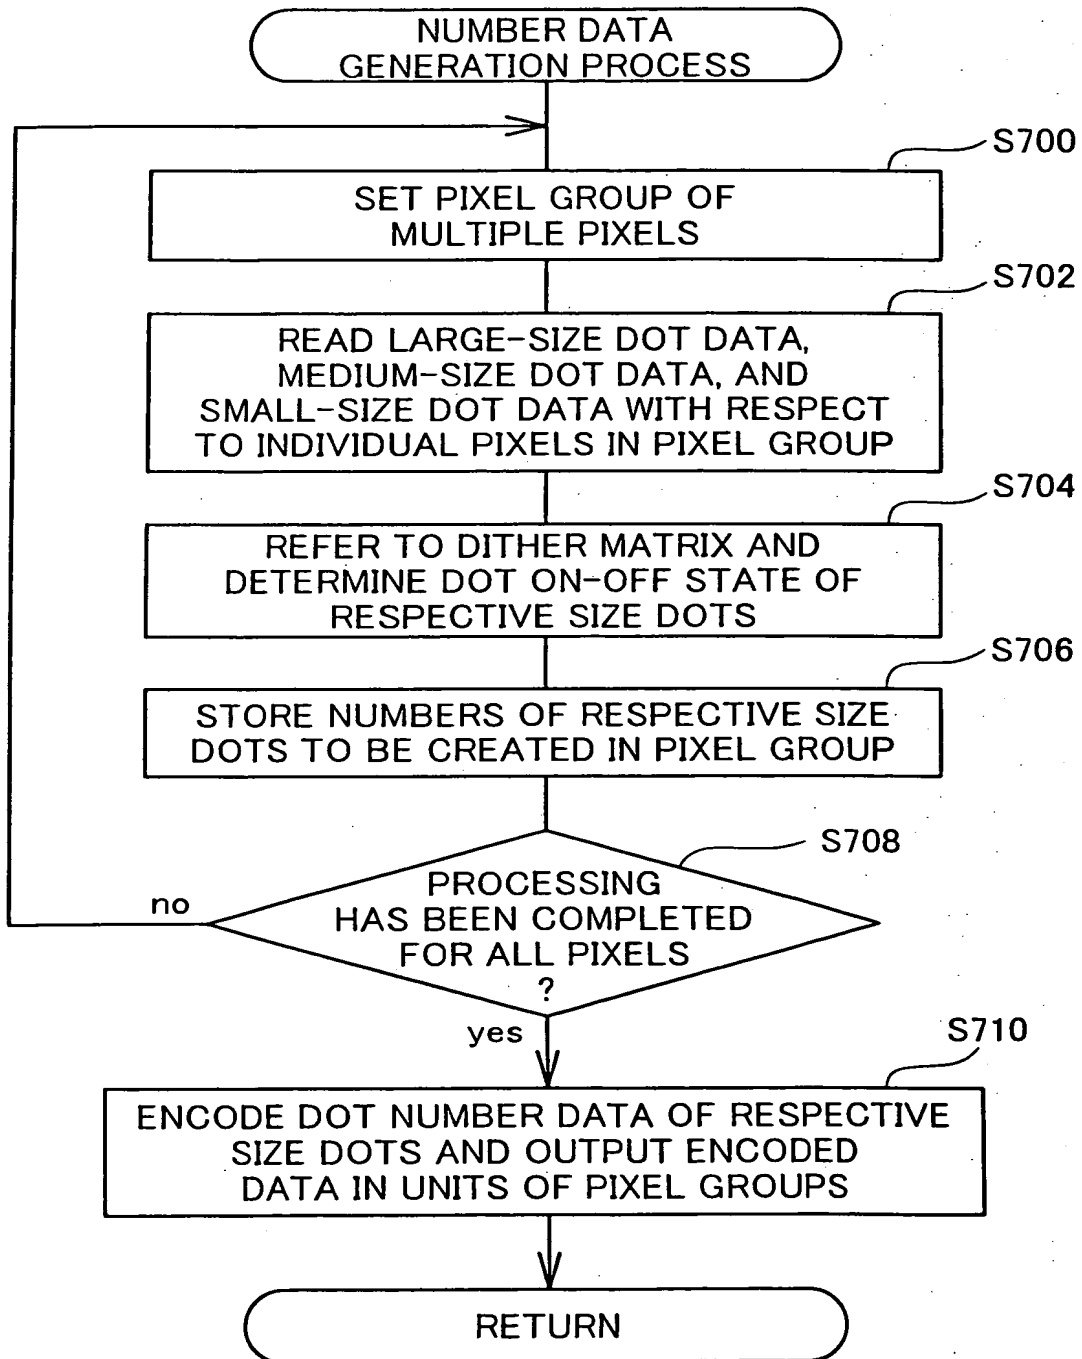 NUMBER DATA
GENERATION PROCESS
S700
SET PIXEL GROUP OF
MULTIPLE PIXELS
S702
READ LARGE-SIZE DOT DATA,
MEDIUM-SIZE DOT DATA, AND
SMALL-SIZE DOT DATA WITH RESPECT
TO INDIVIDUAL PIXELS IN PIXEL GROUP
S704
REFER TO DITHER MATRIX AND
DETERMINE DOT ON-OFF STATE OF
RESPECTIVE SIZE DOTS
S706
STORE NUMBERS OF RESPECTIVE SIZE
DOTS TO BE CREATED IN PIXEL GROUP
S708
PROCESSING
HAS BEEN COMPLETED
FOR ALL PIXELS
?
no
yes
S710
ENCODE DOT NUMBER DATA OF RESPECTIVE
SIZE DOTS AND OUTPUT ENCODED
DATA IN UNITS OF PIXEL GROUPS
RETURN